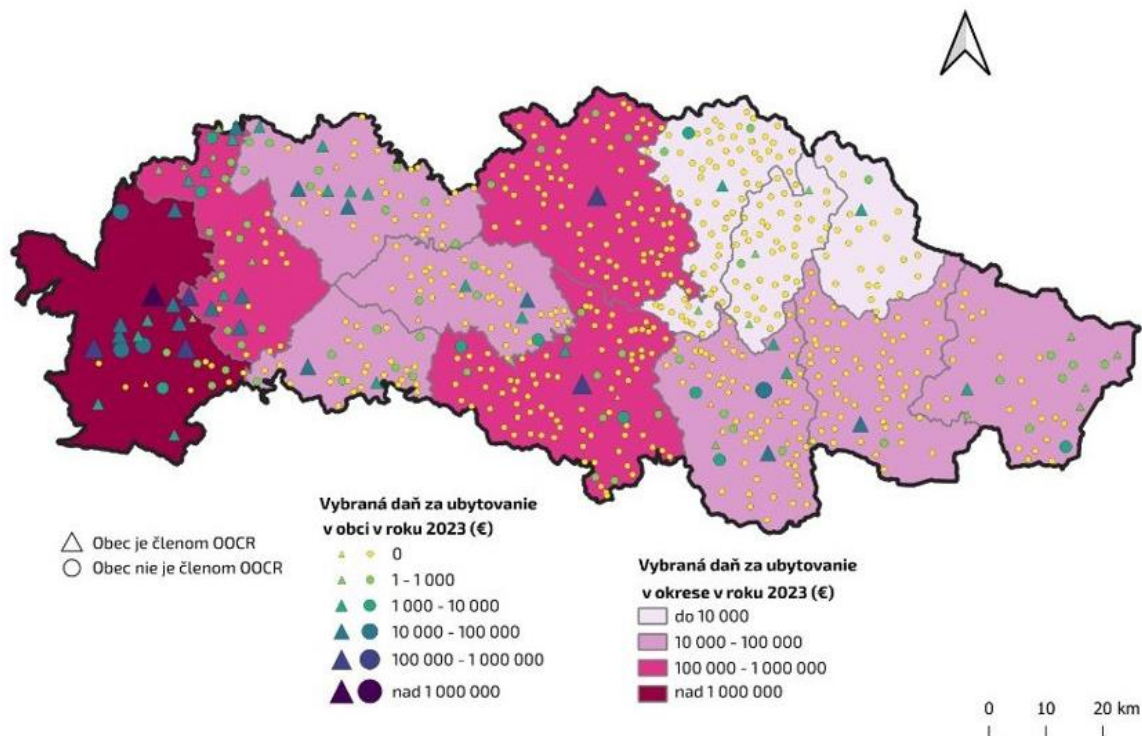 Obec je členom OOCR
Obec nie je členom OOCR
Vybraná daň za ubytovanie
v obci v roku 2023 (€)
0
1 - 1 000
1 000 - 10 000
10 000 - 100 000
100 000 - 1 000 000
nad 1 000 000
Vybraná daň za ubytovanie
v okrese v roku 2023 (€)
do 10 000
10 000 - 100 000
100 000 - 1 000 000
nad 1 000 000
0 10 20 km